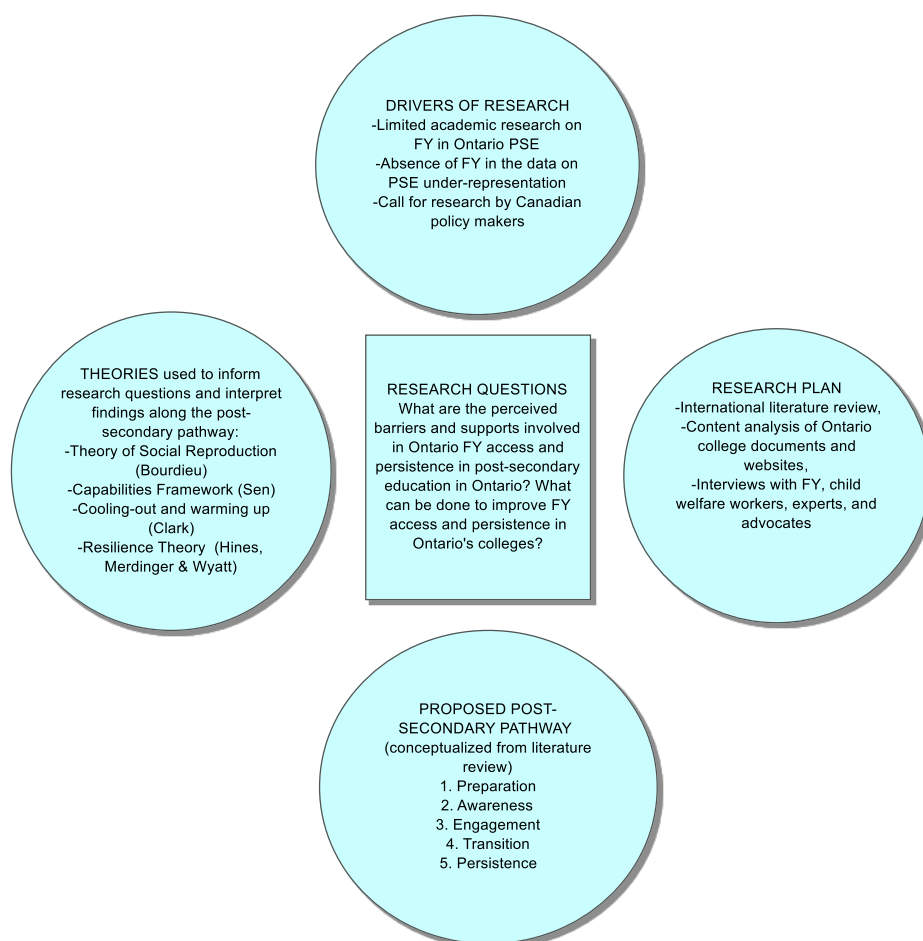 DRIVERS OF RESEARCH
-Limited academic research on
FY in Ontario PSE
-Absence of FY in the data on
PSE under-representation
-Call for research by Canadian
policy makers
THEORIES used to inform
research questions and interpret
findings along the post-
secondary pathway:
-Theory of Social Reproduction
(Bourdieu)
-Capabilities Framework (Sen)
-Cooling-out and warming up
(Clark)
-Resilience Theory  (Hines,
Merdinger & Wyatt)
RESEARCH QUESTIONS
What are the perceived
barriers and supports involved
in Ontario FY access and
persistence in post-secondary
education in Ontario? What
can be done to improve FY
access and persistence in
Ontario's colleges?
RESEARCH PLAN
-International literature review,
-Content analysis of Ontario
college documents and
websites,
-Interviews with FY, child
welfare workers, experts, and
advocates
PROPOSED POST-
SECONDARY PATHWAY
(conceptualized from literature
review)
1. Preparation
2. Awareness
3. Engagement
4. Transition
5. Persistence